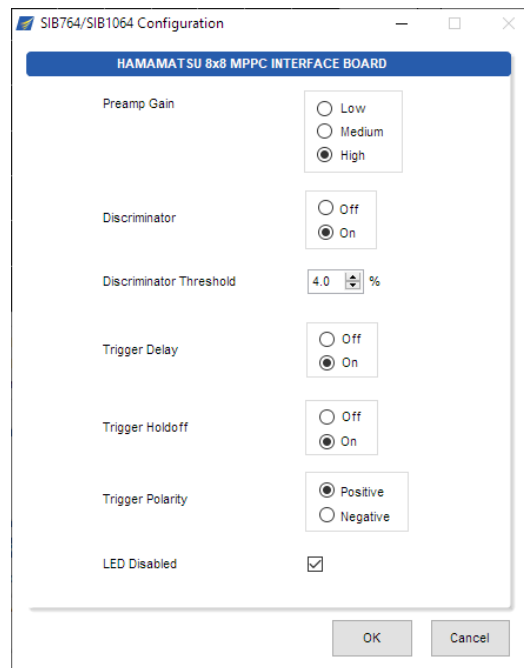 SIB764/SIB1064 Configuration
HAMAMATSU 8x8 MPPC INTERFACE BOARD
Preamp Gain
Low
Medium
High
Discriminator
Off
On
Discriminator Threshold
4.0 %
Trigger Delay
Off
On
Trigger Holdoff
Off
On
Trigger Polarity
Positive
Negative
LED Disabled
OK Cancel